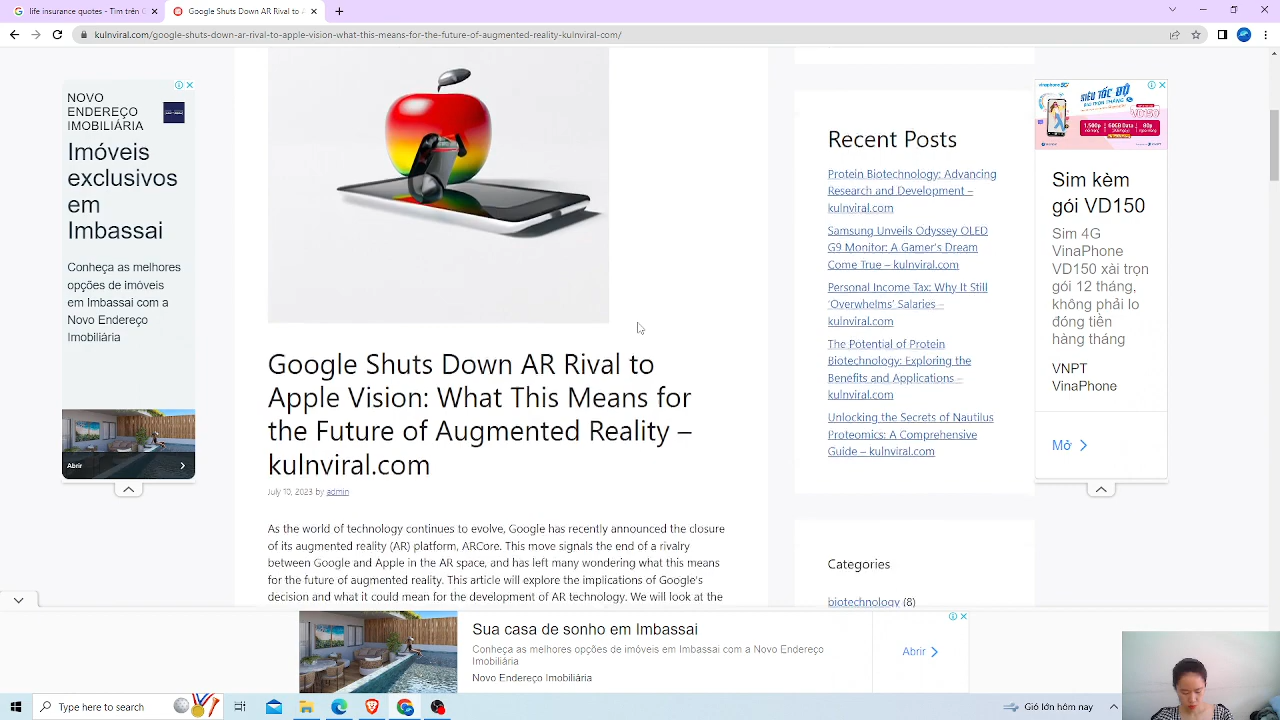 life insurance quotes - Tìm trên C
Google Shuts Down AR Rival to A
kulnviral.com/google-shuts-down-ar-rival-to-apple-vision-what-this-means-for-the-future-of-augmented-reality-kulnviral-com/
NOVO
ENDEREÇO
IMOBILIÁRIA
Imóveis
exclusivos
em
Imbassai
Conheça as melhores
opções de imóveis
em Imbassai com a
Novo Endereço
Imobiliária
Abrir
Google Shuts Down AR Rival to
Apple Vision: What This Means for
the Future of Augmented Reality –
kulnviral.com
July 10, 2023 by admin
As the world of technology continues to evolve, Google has recently announced the closure
of its augmented reality (AR) platform, ARCore. This move signals the end of a rivalry
between Google and Apple in the AR space, and has left many wondering what this means
for the future of augmented reality. This article will explore the implications of Google's
decision and what it could mean for the development of AR technology. We will look at the
Recent Posts
Protein Biotechnology: Advancing
Research and Development –
kulnviral.com
Samsung Unveils Odyssey OLED
G9 Monitor: A Gamer's Dream
Come True – kulnviral.com
Personal Income Tax: Why It Still
'Overwhelms' Salaries –
kulnviral.com
The Potential of Protein
Biotechnology: Exploring the
Benefits and Applications –
kulnviral.com
Unlocking the Secrets of Nautilus
Proteomics: A Comprehensive
Guide – kulnviral.com
Categories
biotechnology (8)
SIÊU TỐC ĐỘ
VD150
Sim kèm
gói VD150
Sim 4G
VinaPhone
VD150 xài trọn
gói 12 tháng,
không phải lo
đóng tiền
hàng tháng
VNPT
VinaPhone
Mở
Sua casa de sonho em Imbassai
Conheça as melhores opções de imóveis em Imbassai com a Novo Endereço
Imobiliária
Novo Endereço Imobiliária
Abrir
Type here to search
Gió lớn hôm nay